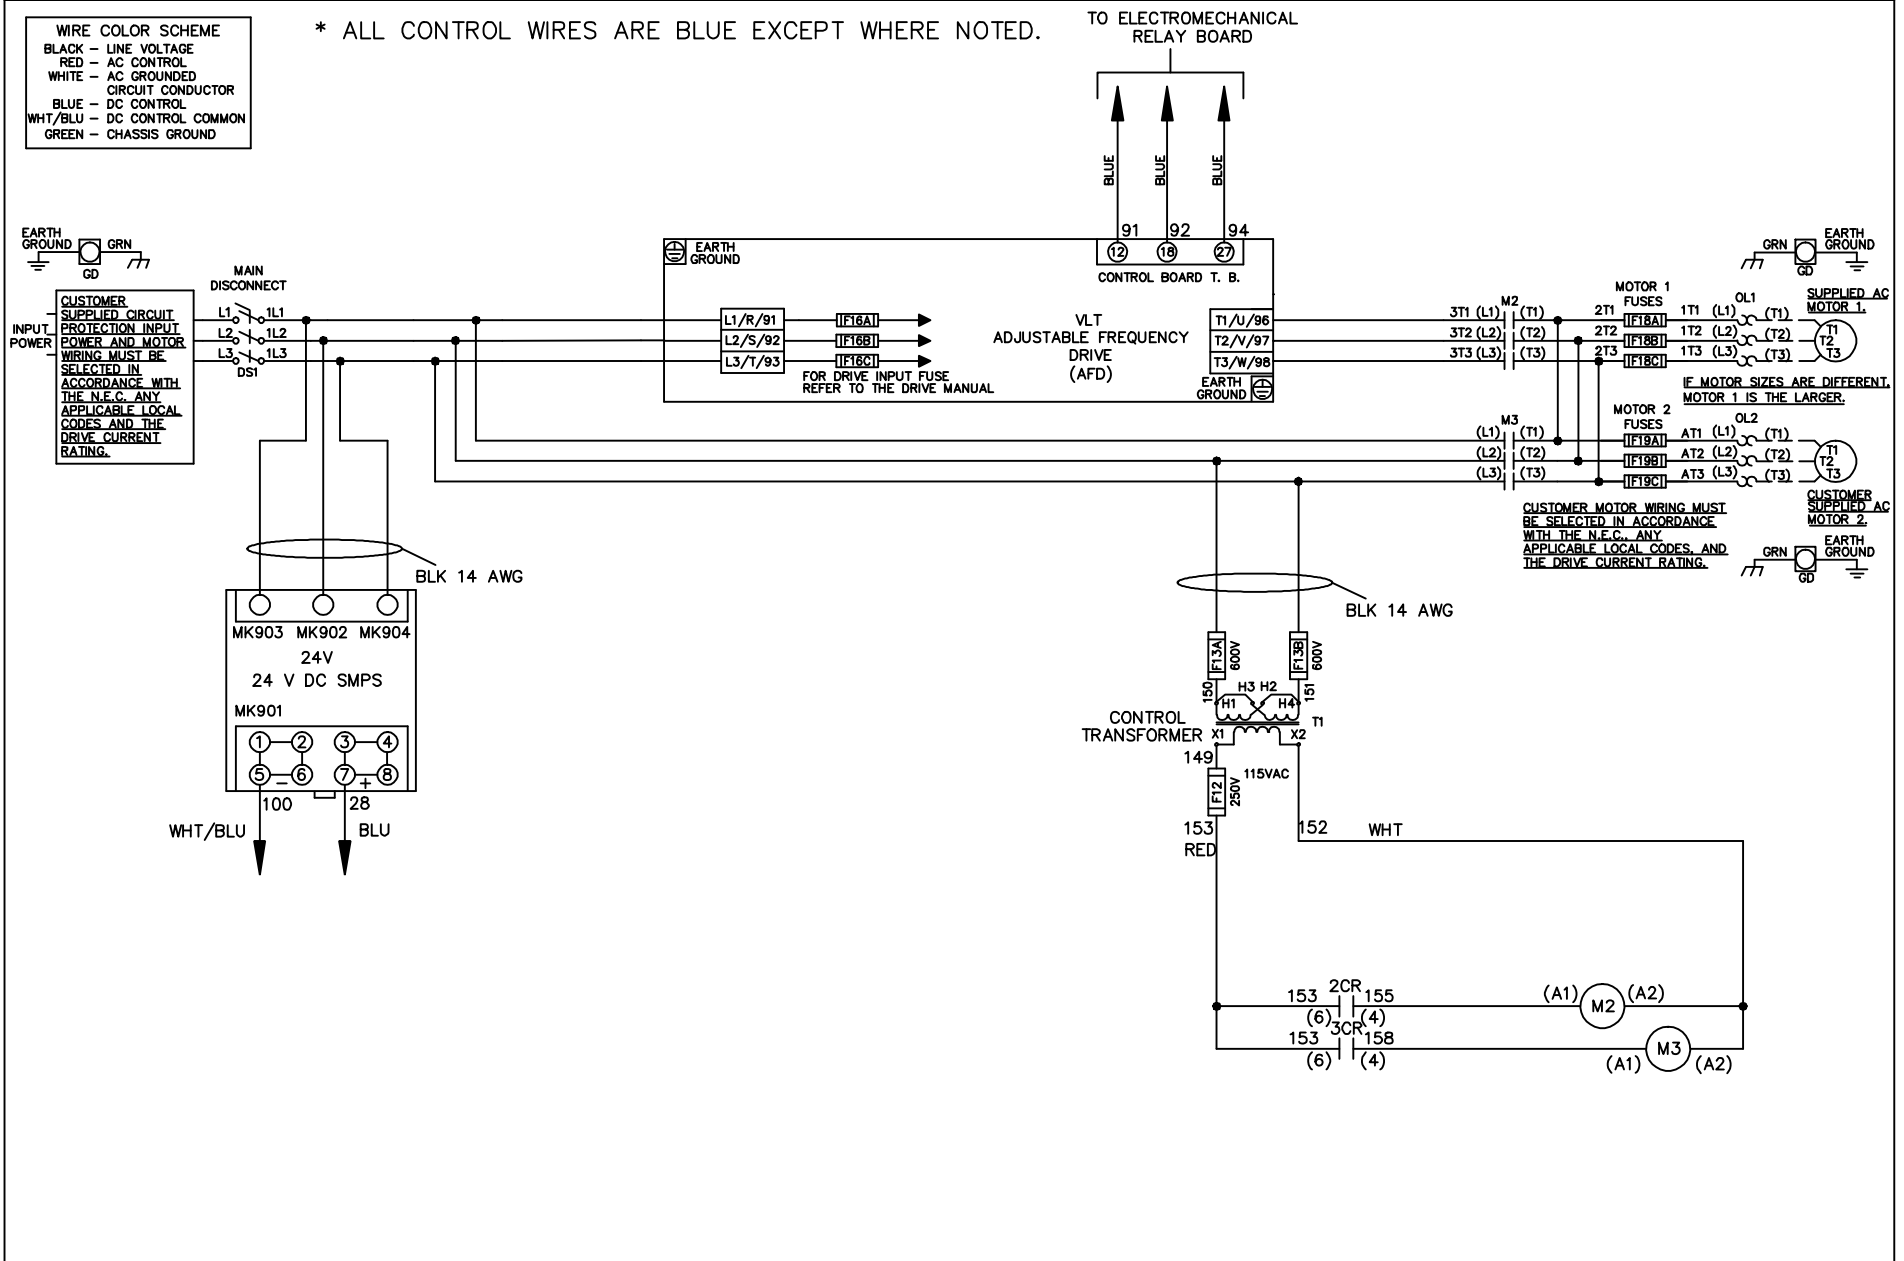 WIRE COLOR SCHEME
BLACK – LINE VOLTAGE
RED – AC CONTROL
WHITE – AC GROUNDED
CIRCUIT CONDUCTOR
BLUE – DC CONTROL
WHT/BLU – DC CONTROL COMMON
GREEN – CHASSIS GROUND
* ALL CONTROL WIRES ARE BLUE EXCEPT WHERE NOTED.
TO ELECTROMECHANICAL
RELAY BOARD
BLUE
BLUE
BLUE
91 92 94
12 18 27
CONTROL BOARD T. B.
EARTH
GROUND
GRN
GD
MAIN
DISCONNECT
INPUT
POWER
CUSTOMER
SUPPLIED CIRCUIT
PROTECTION INPUT
POWER AND MOTOR
WIRING MUST BE
SELECTED IN
ACCORDANCE WITH
THE N.E.C. ANY
APPLICABLE LOCAL
CODES AND THE
DRIVE CURRENT
RATING.
L1 1L1
L2 1L2
L3 1L3
DS1
EARTH
GROUND
L1/R/91 F16A
L2/S/92 F16B
L3/T/93 F16C
FOR DRIVE INPUT FUSE
REFER TO THE DRIVE MANUAL
VLT
ADJUSTABLE FREQUENCY
DRIVE
(AFD)
T1/U/96
T2/V/97
T3/W/98
EARTH
GROUND
M2
3T1 (L1) (T1)
3T2 (L2) (T2)
3T3 (L3) (T3)
MOTOR 1
FUSES
2T1 F18A 1T1 (L1) (T1)
2T2 F18B 1T2 (L2) (T2)
2T3 F18C 1T3 (L3) (T3)
OL1
GRN
EARTH
GROUND
GD
SUPPLIED AC
MOTOR 1.
T1
T2
T3
IF MOTOR SIZES ARE DIFFERENT,
MOTOR 1 IS THE LARGER.
M3
(L1) (T1)
(L2) (T2)
(L3) (T3)
MOTOR 2
FUSES
F19A AT1 (L1) (T1)
F19B AT2 (L2) (T2)
F19C AT3 (L3) (T3)
OL2
T1
T2
T3
CUSTOMER
SUPPLIED AC
MOTOR 2.
CUSTOMER MOTOR WIRING MUST
BE SELECTED IN ACCORDANCE
WITH THE N.E.C., ANY
APPLICABLE LOCAL CODES, AND
THE DRIVE CURRENT RATING.
GRN
EARTH
GROUND
GD
BLK 14 AWG
MK903 MK902 MK904
24V
24 V DC SMPS
MK901
1 2 3 4
5 6 7 8
– +
100 28
WHT/BLU BLU
BLK 14 AWG
F13A 600V F13B 600V
150 151
H3 H2
H1 H4
T1
CONTROL
TRANSFORMER
X1 X2
149
115VAC
F12 250V
153 152 WHT
RED
2CR
153 155 (A1) M2 (A2)
(6) (4)
3CR
153 158 M3
(6) (4) (A1) (A2)